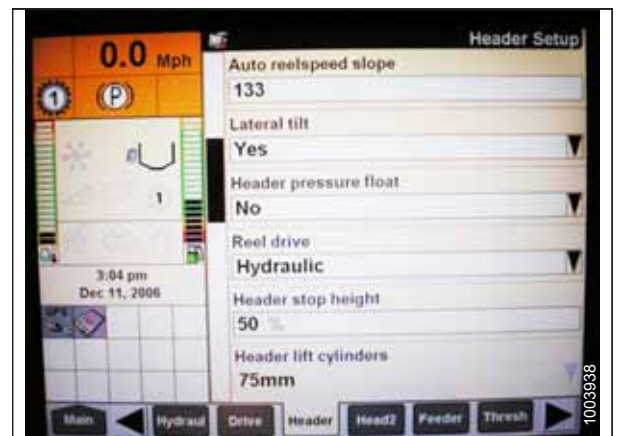 Header Setup
0.0 Mph
Auto reelspeed slope
133
1
(P)
Lateral tilt
Yes
Header pressure float
1
No
Reel drive
Hydraulic
3:04 pm
Dec 11, 2006
Header stop height
50 %
GPS
Header lift cylinders
75mm
Main
Hydraul
Drive
Header
Head2
Feeder
Thresh
1003938